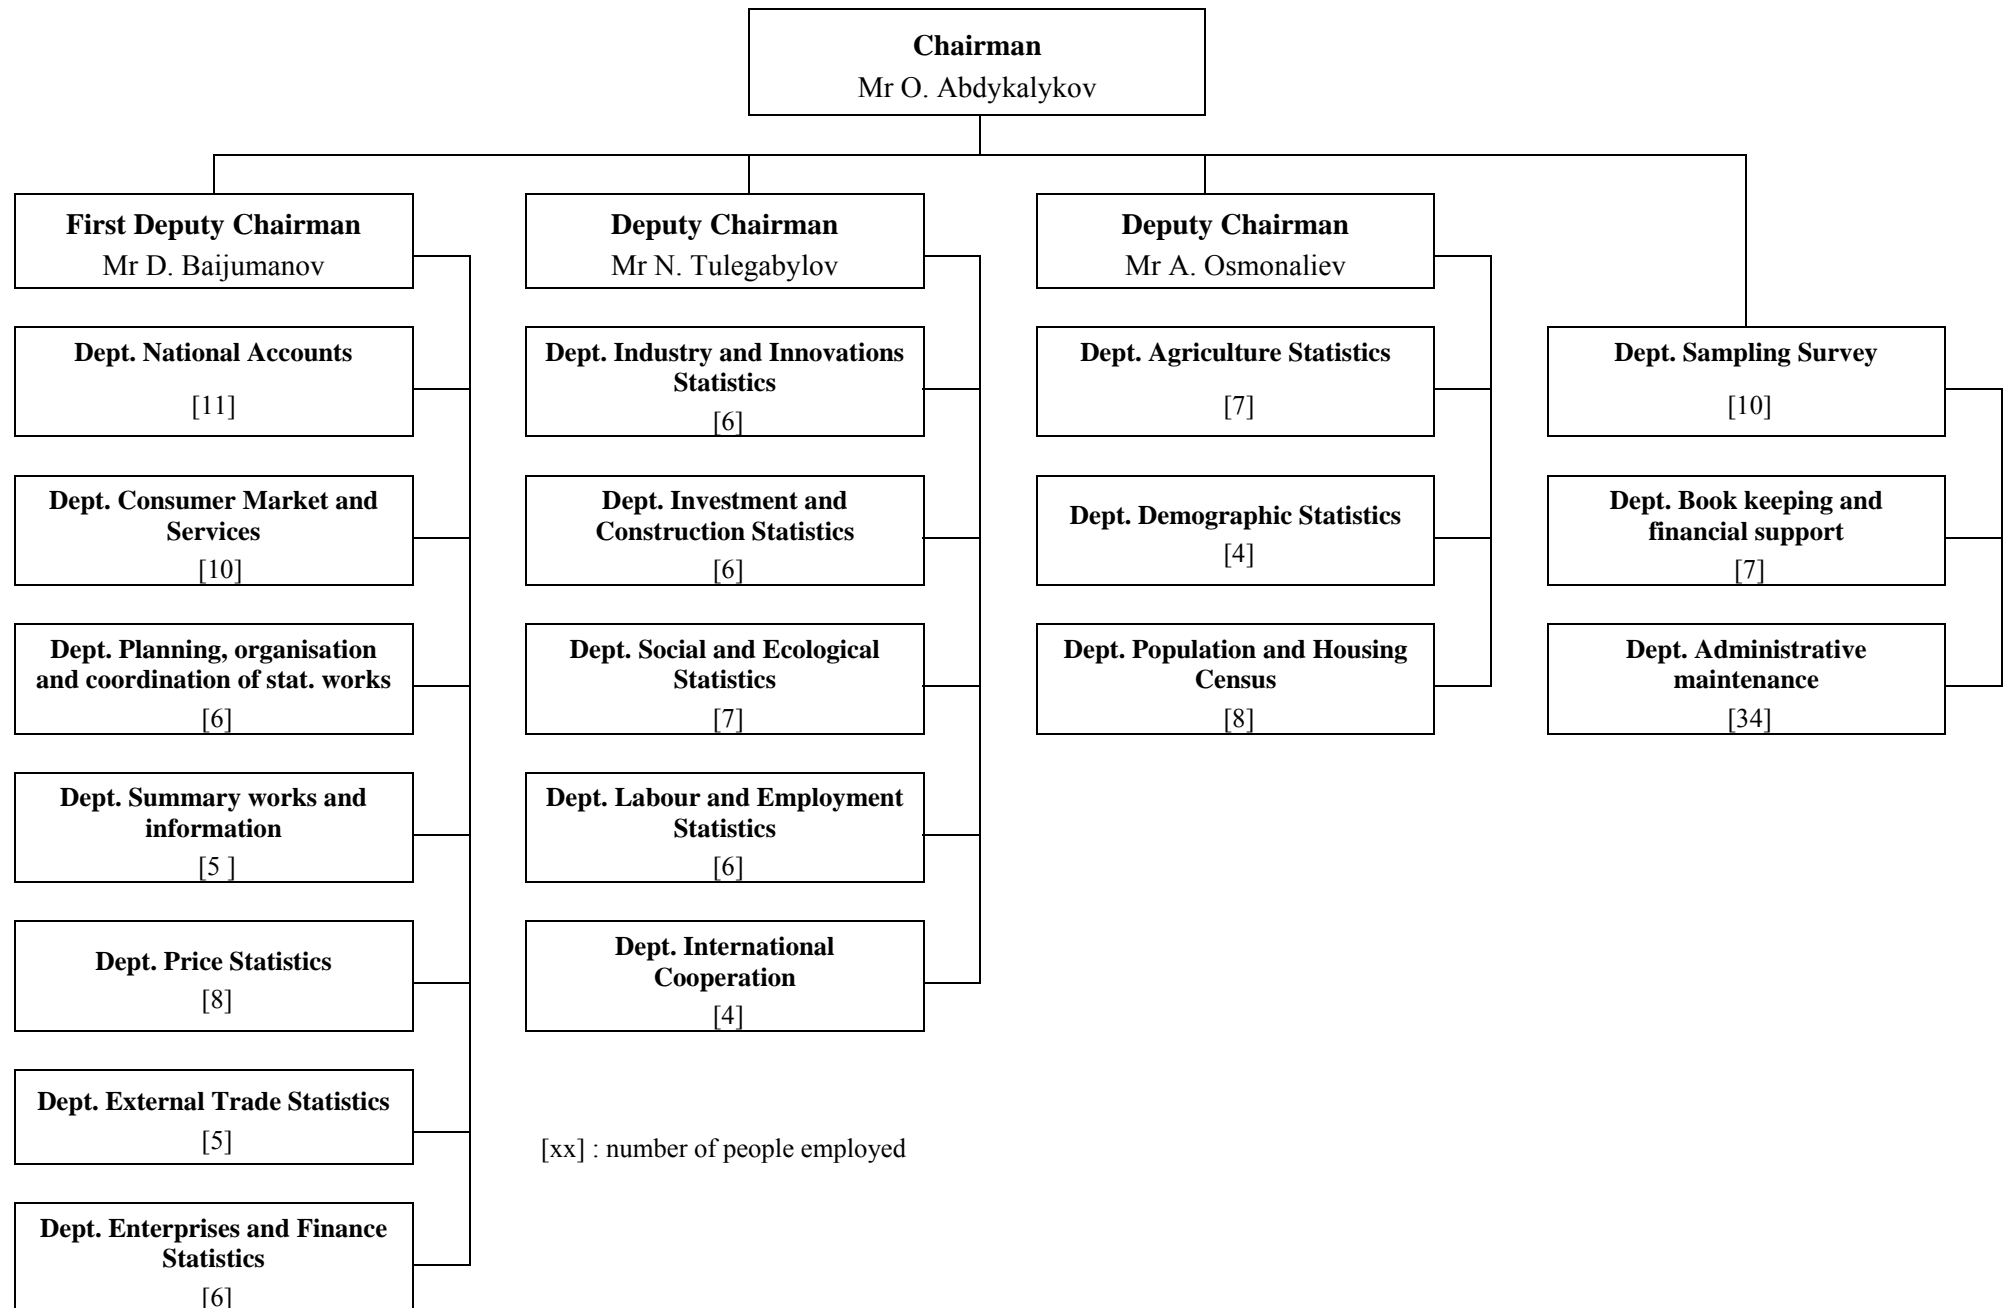 Chairman
Mr O. Abdykalykov
First Deputy Chairman
Mr D. Baijumanov
Dept. National Accounts
[11]
Dept. Consumer Market and
Services
[10]
Dept. Planning, organisation
and coordination of stat. works
[6]
Dept. Summary works and
information
[5 ]
Dept. Price Statistics
[8]
Dept. External Trade Statistics
[5]
Dept. Enterprises and Finance
Statistics
[6]
Deputy Chairman
Mr N. Tulegabylov
Dept. Industry and Innovations
Statistics
[6]
Dept. Investment and
Construction Statistics
[6]
Dept. Social and Ecological
Statistics
[7]
Dept. Labour and Employment
Statistics
[6]
Dept. International
Cooperation
[4]
Deputy Chairman
Mr A. Osmonaliev
Dept. Agriculture Statistics
[7]
Dept. Demographic Statistics
[4]
Dept. Population and Housing
Census
[8]
Dept. Sampling Survey
[10]
Dept. Book keeping and
financial support
[7]
Dept. Administrative
maintenance
[34]
[xx] : number of people employed